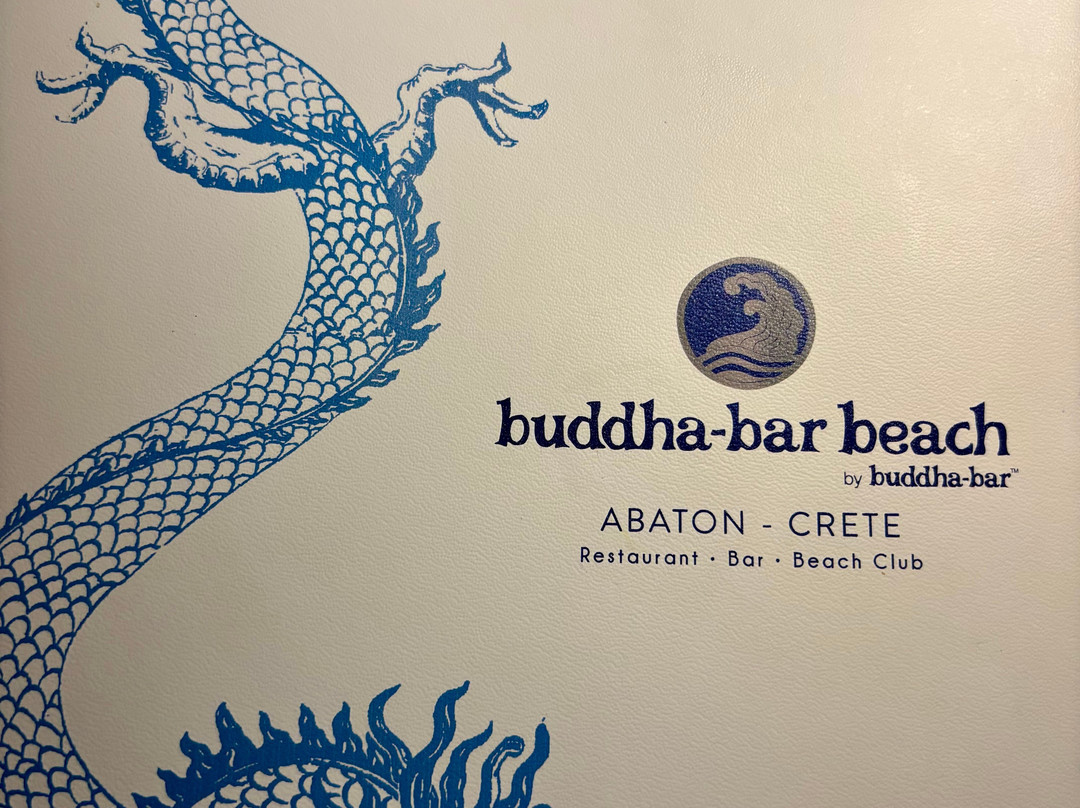 buddha-bar beach
by buddha-bar™
ABATON - CRETE
Restaurant • Bar • Beach Club